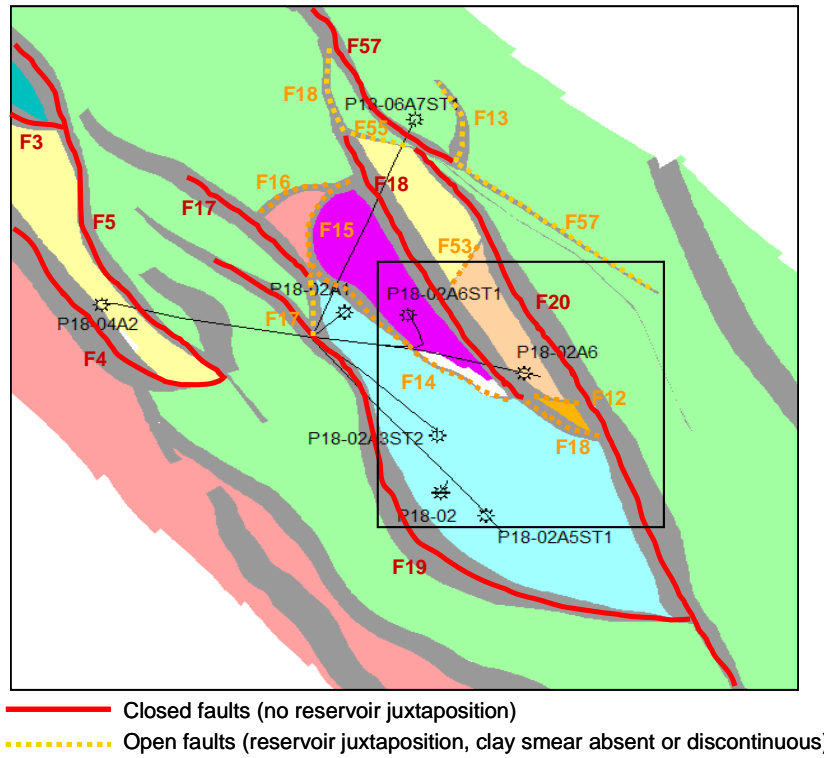 F57
F18
P18-06A7ST1
F13
F55
F3
F18
F16
F17
F5
F15
F57
F53
P18-02A1
P18-02A6ST1
F20
P18-04A2
F17
F4
F14
P18-02A6
F12
P18-02A3ST2
F18
P18-02
P18-02A5ST1
F19
Closed faults (no reservoir juxtaposition)
Open faults (reservoir juxtaposition, clay smear absent or discontinuous)